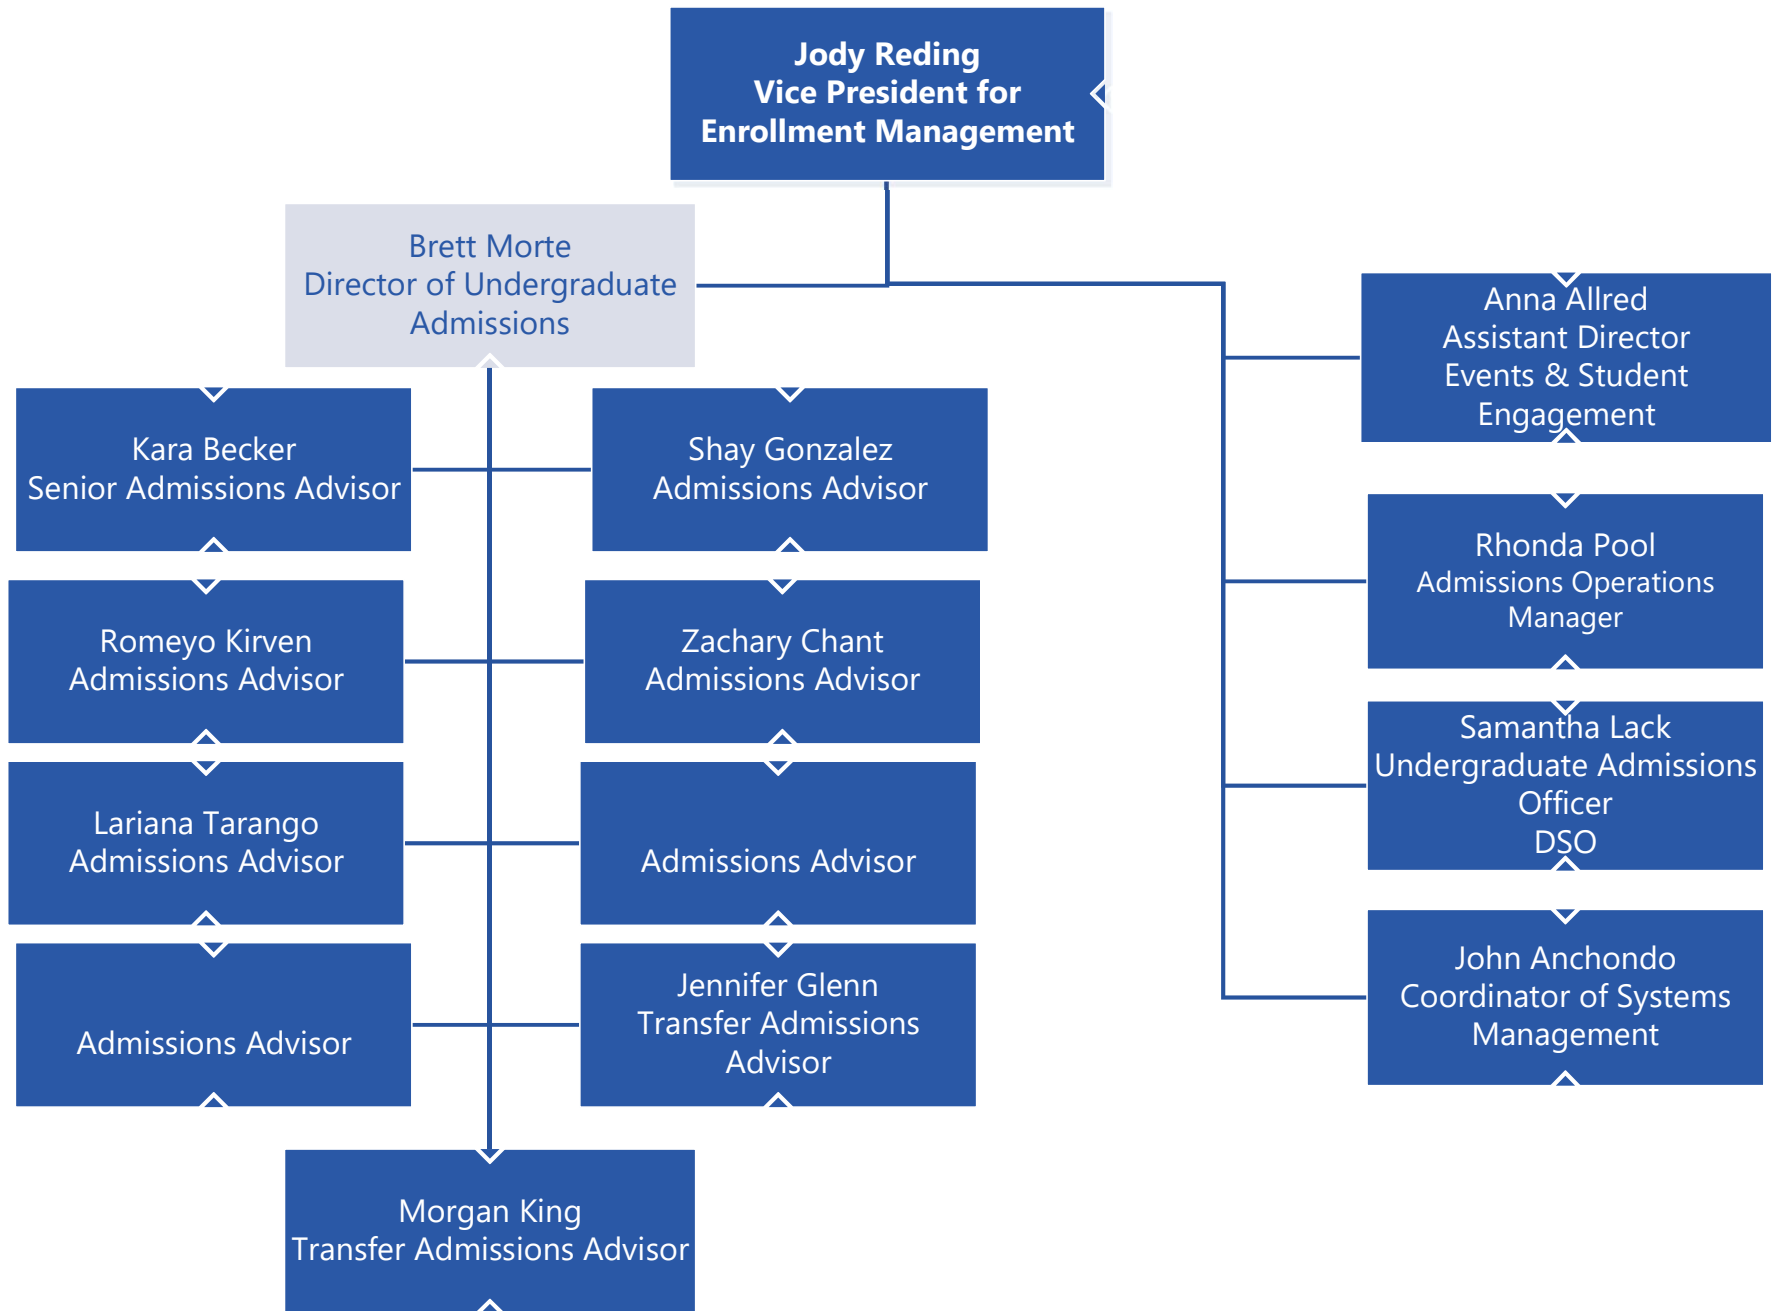 Jody Reding
Vice President for
Enrollment Management
Brett Morte
Director of Undergraduate
Admissions
Anna Allred
Assistant Director
Events & Student
Engagement
Kara Becker
Senior Admissions Advisor
Shay Gonzalez
Admissions Advisor
Rhonda Pool
Admissions Operations
Manager
Romeyo Kirven
Admissions Advisor
Zachary Chant
Admissions Advisor
Samantha Lack
Undergraduate Admissions
Officer
DSO
Lariana Tarango
Admissions Advisor
Admissions Advisor
John Anchondo
Coordinator of Systems
Management
Admissions Advisor
Jennifer Glenn
Transfer Admissions
Advisor
Morgan King
Transfer Admissions Advisor